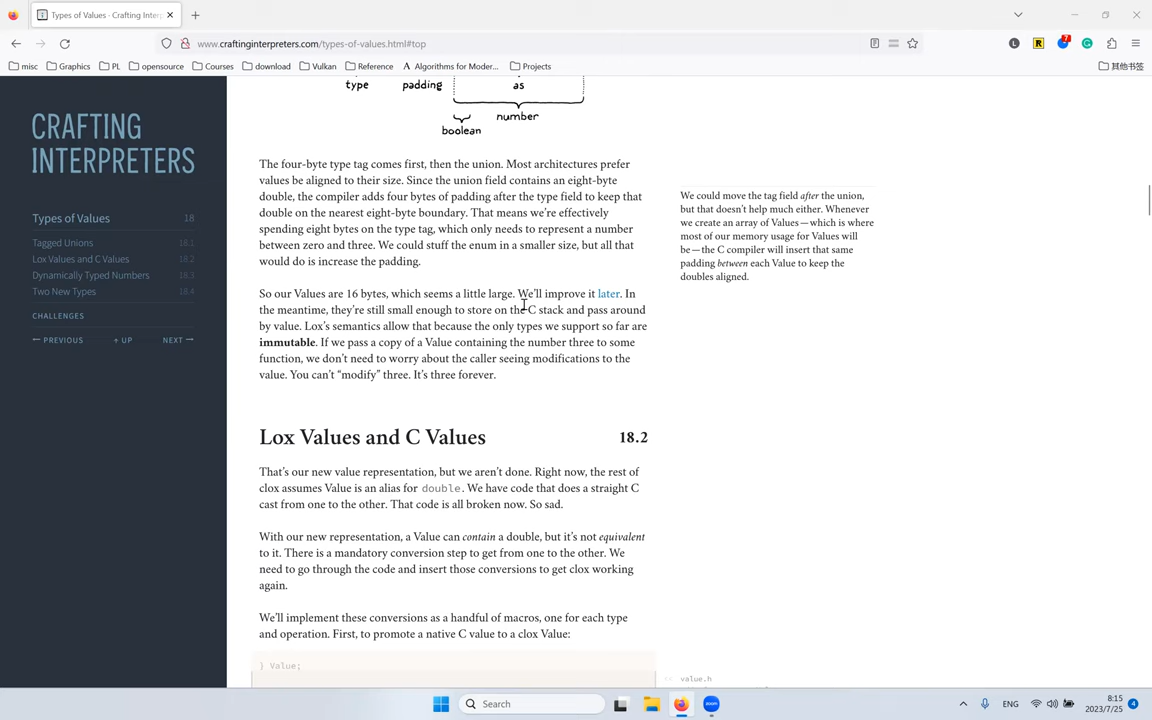 Types of Values · Crafting Inter
www.craftinginterpreters.com/types-of-values.html#top
misc
Graphics
PL
opensource
Courses
download
Vulkan
Reference
Algorithms for Moder...
Projects
其他书签
CRAFTING
INTERPRETERS
Types of Values 18
Tagged Unions 18.1
Lox Values and C Values 18.2
Dynamically Typed Numbers 18.3
Two New Types 18.4
CHALLENGES
← PREVIOUS ↑ UP NEXT →
type padding as
number
boolean
The four-byte type tag comes first, then the union. Most architectures prefer
values be aligned to their size. Since the union field contains an eight-byte
double, the compiler adds four bytes of padding after the type field to keep that
double on the nearest eight-byte boundary. That means we’re effectively
spending eight bytes on the type tag, which only needs to represent a number
between zero and three. We could stuff the enum in a smaller size, but all that
would do is increase the padding.
We could move the tag field after the union,
but that doesn’t help much either. Whenever
we create an array of Values—which is where
most of our memory usage for Values will
be—the C compiler will insert that same
padding between each Value to keep the
doubles aligned.
So our Values are 16 bytes, which seems a little large. We’ll improve it later. In
the meantime, they’re still small enough to store on the C stack and pass around
by value. Lox’s semantics allow that because the only types we support so far are
immutable. If we pass a copy of a Value containing the number three to some
function, we don’t need to worry about the caller seeing modifications to the
value. You can’t “modify” three. It’s three forever.
Lox Values and C Values 18.2
That’s our new value representation, but we aren’t done. Right now, the rest of
clox assumes Value is an alias for double. We have code that does a straight C
cast from one to the other. That code is all broken now. So sad.
With our new representation, a Value can contain a double, but it’s not equivalent
to it. There is a mandatory conversion step to get from one to the other. We
need to go through the code and insert those conversions to get clox working
again.
We’ll implement these conversions as a handful of macros, one for each type
and operation. First, to promote a native C value to a clox Value:
} Value;
value.h
Search
zoom
ENG
8:15
2023/7/25
4
7
L
R